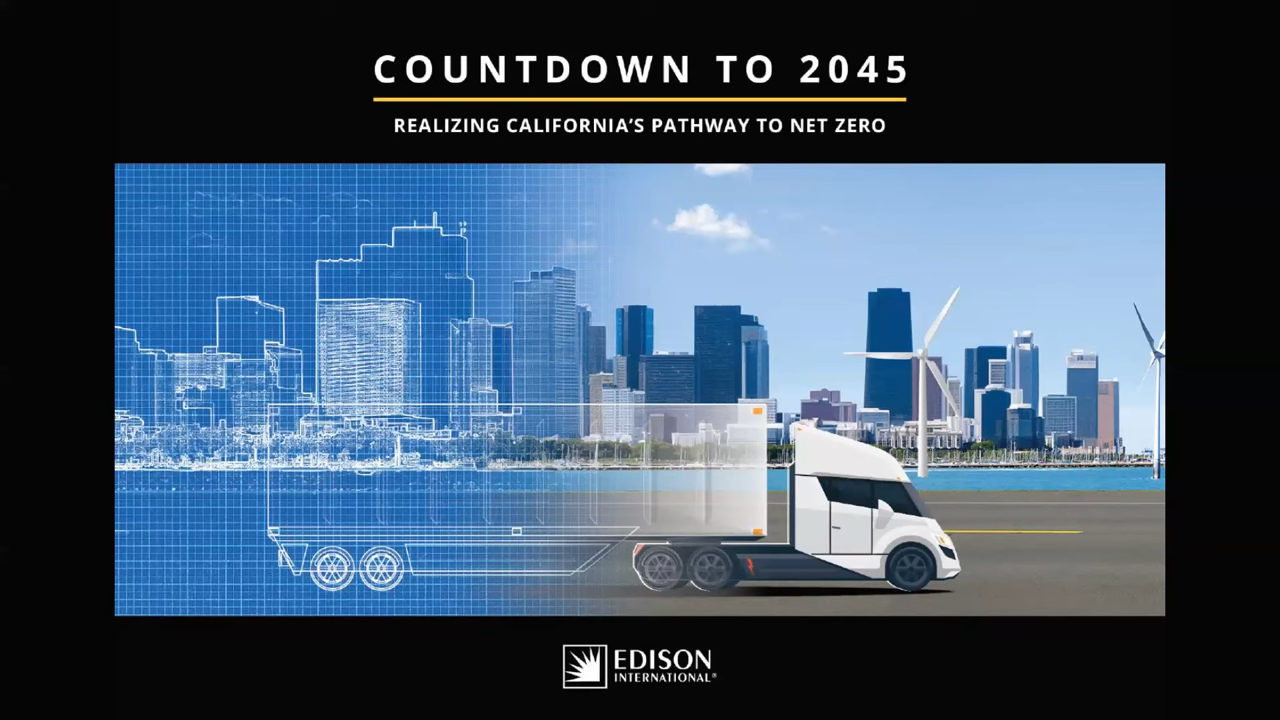 COUNTDOWN TO 2045
REALIZING CALIFORNIA'S PATHWAY TO NET ZERO
EDISON
INTERNATIONAL®